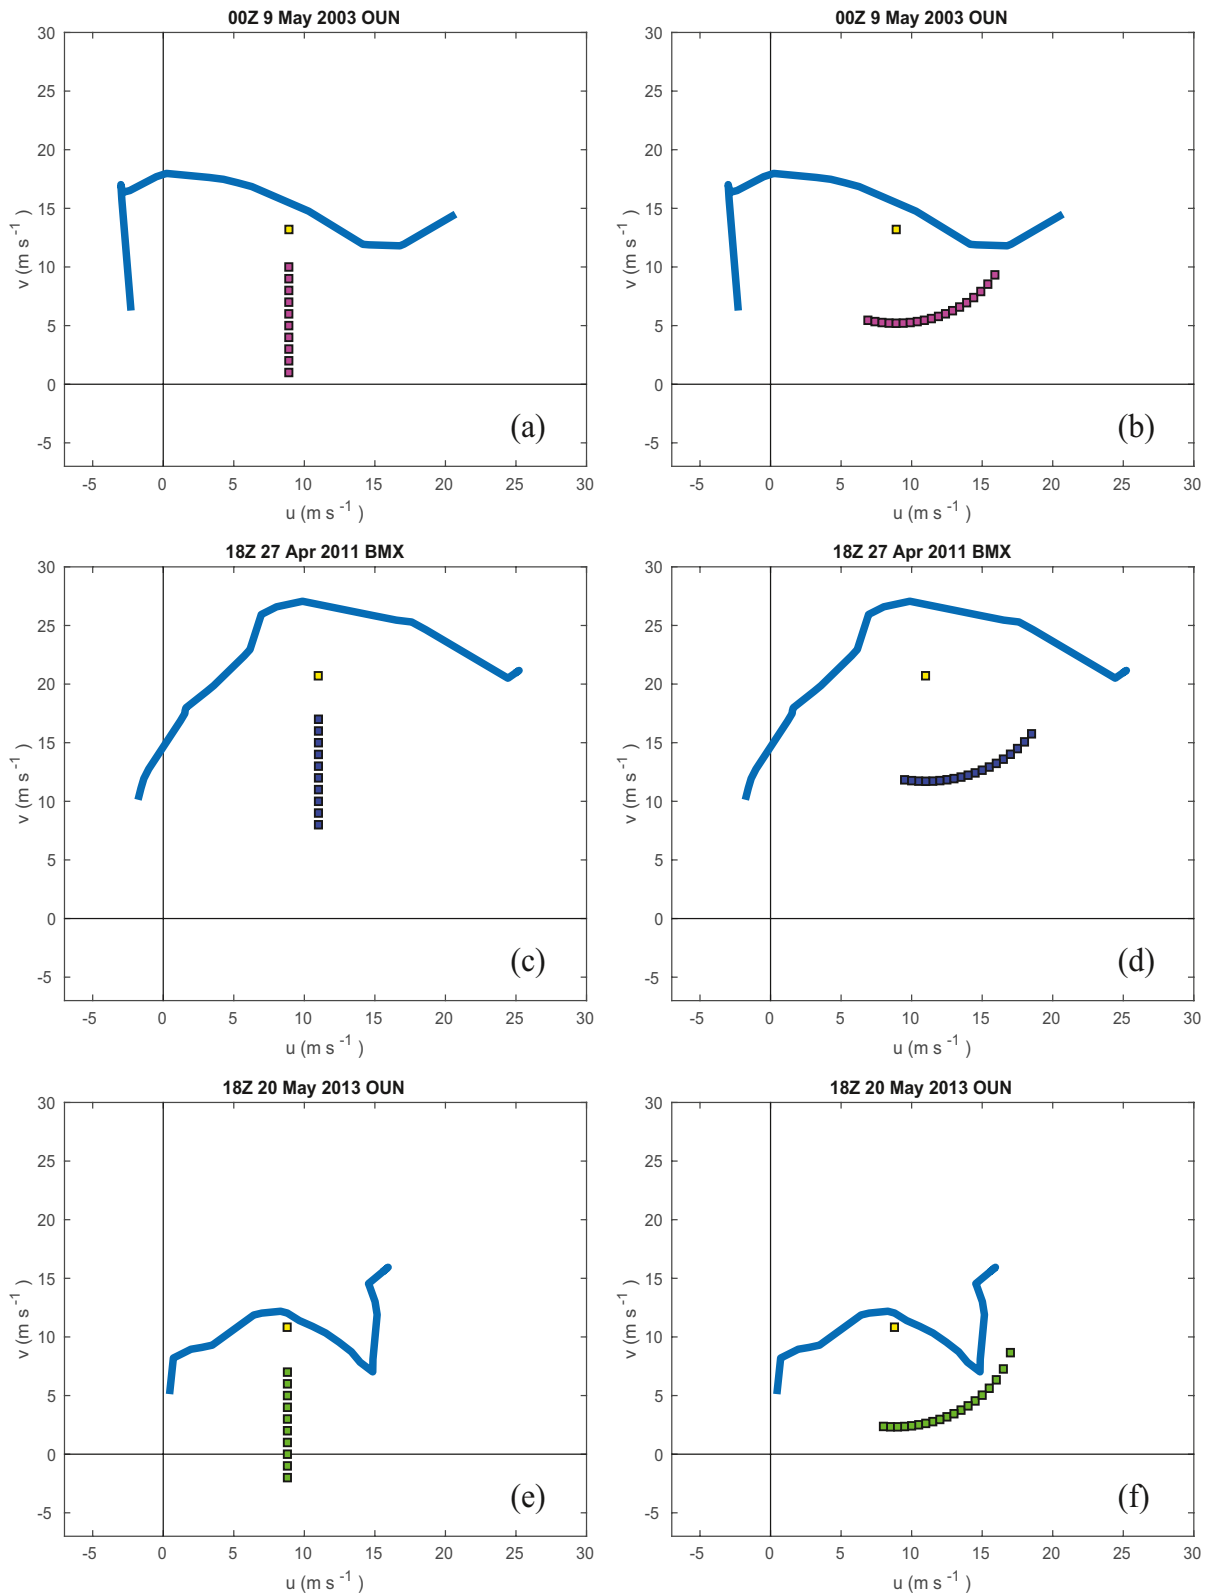 00Z 9 May 2003 OUN
30
25
20
15
10
5
0
-5
v (m s -1 )
-5 0 5 10 15 20 25 30
u (m s -1 )
(a)
00Z 9 May 2003 OUN
30
25
20
15
10
5
0
-5
v (m s -1 )
-5 0 5 10 15 20 25 30
u (m s -1 )
(b)
18Z 27 Apr 2011 BMX
30
25
20
15
10
5
0
-5
v (m s -1 )
-5 0 5 10 15 20 25 30
u (m s -1 )
(c)
18Z 27 Apr 2011 BMX
30
25
20
15
10
5
0
-5
v (m s -1 )
-5 0 5 10 15 20 25 30
u (m s -1 )
(d)
18Z 20 May 2013 OUN
30
25
20
15
10
5
0
-5
v (m s -1 )
-5 0 5 10 15 20 25 30
u (m s -1 )
(e)
18Z 20 May 2013 OUN
30
25
20
15
10
5
0
-5
v (m s -1 )
-5 0 5 10 15 20 25 30
u (m s -1 )
(f)